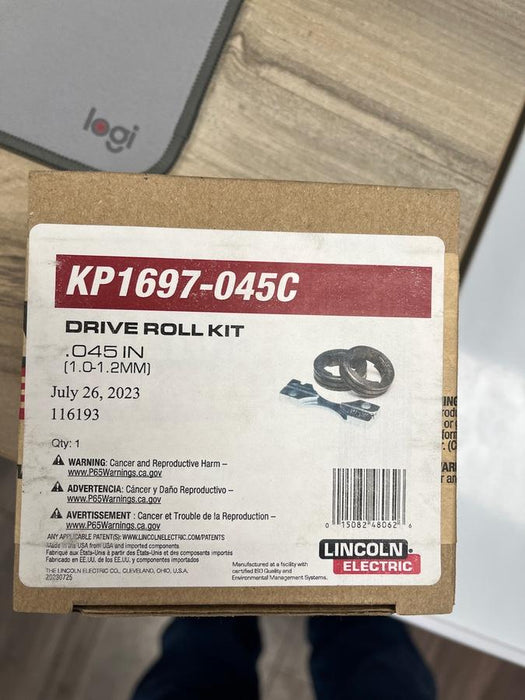 logi
KP1697-045C
DRIVE ROLL KIT
.045 IN
(1.0-1.2MM)
July 26, 2023
116193
Qty: 1
WARNING: Cancer and Reproductive Harm –
www.P65Warnings.ca.gov
ADVERTENCIA: Cáncer y Daño Reproductivo –
www.P65Warnings.ca.gov
AVERTISSEMENT : Cancer et Trouble de la Reproduction –
www.P65Warnings.ca.gov
ANY APPLICABLE PATENT(S): WWW.LINCOLNELECTRIC.COM/PATENTS
Made in the USA from USA and imported components
Fabriqué aux États-Unis à partir des États-Unis et des composants importés
Fabricado en EE.UU. de los EE.UU. y componentes importados
THE LINCOLN ELECTRIC CO., CLEVELAND, OHIO, U.S.A.
20230725
0 15082 48062 6
LINCOLN
ELECTRIC
Manufactured at a facility with
certified ISO Quality and
Environmental Management Systems.